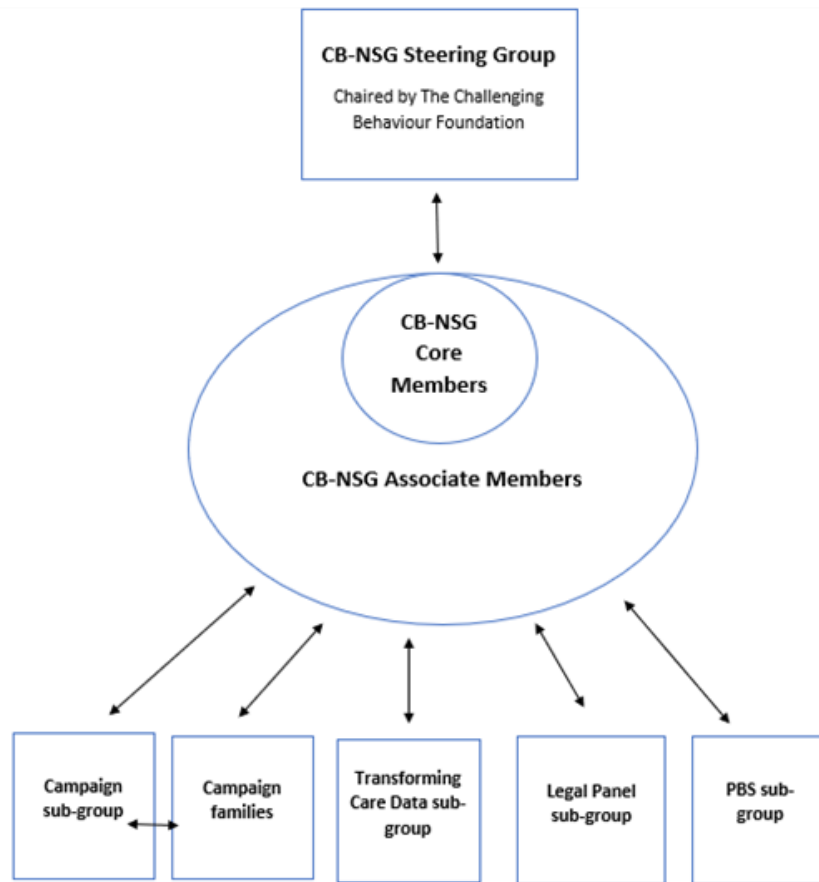 CB-NSG Steering Group
Chaired by The Challenging
Behaviour Foundation
CB-NSG
Core
Members
CB-NSG Associate Members
Campaign
sub-group
Campaign
families
Transforming
Care Data sub-
group
Legal Panel
sub-group
PBS sub-
group